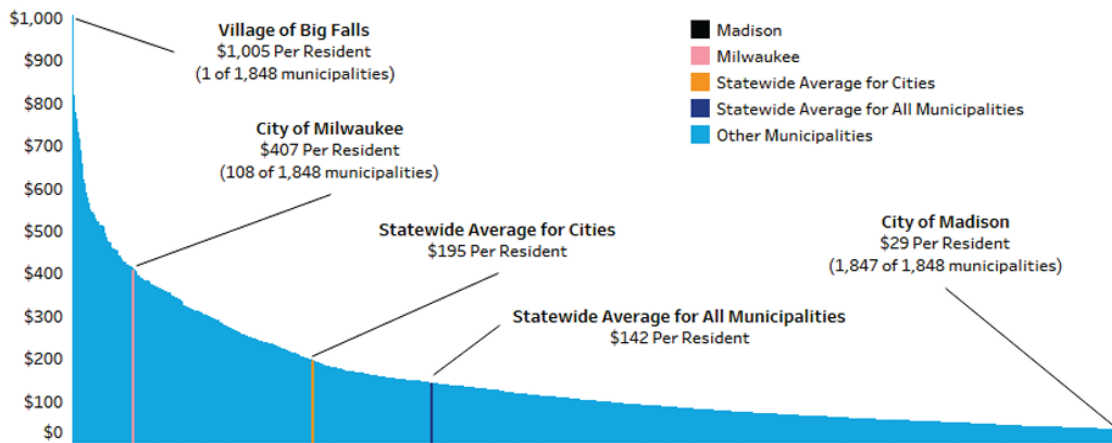 $1,000
$900
$800
$700
$600
$500
$400
$300
$200
$100
$0
Village of Big Falls
$1,005 Per Resident
(1 of 1,848 municipalities)
City of Milwaukee
$407 Per Resident
(108 of 1,848 municipalities)
Statewide Average for Cities
$195 Per Resident
Statewide Average for All Municipalities
$142 Per Resident
City of Madison
$29 Per Resident
(1,847 of 1,848 municipalities)
Madison
Milwaukee
Statewide Average for Cities
Statewide Average for All Municipalities
Other Municipalities